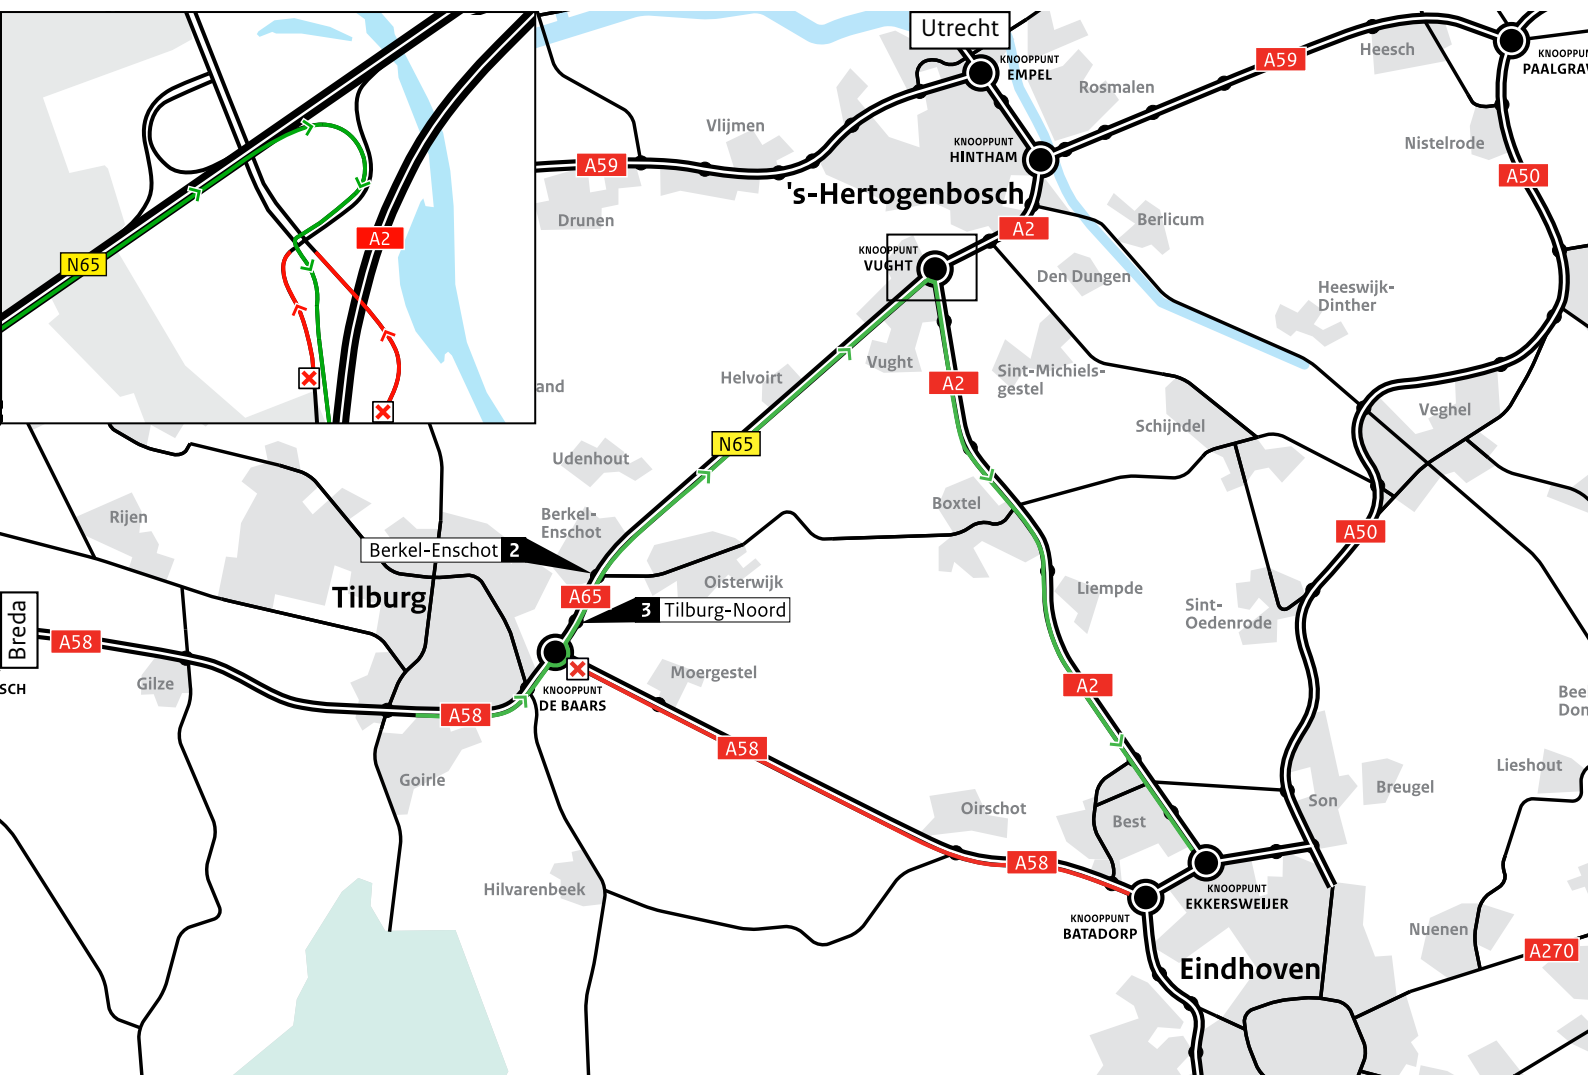 Utrecht
KNOOPPUNT
EMPEL
A59
Heesch
KNOOPPUNT
Rosmalen
Vlijmen
KNOOPPUNT
HINTHAM
Nistelrode
A59
A50
's-Hertogenbosch
Drunen
A2
Berlicum
N65
A2
KNOOPPUNT
VUGHT
Den Dungen
Heeswijk-
Dinther
Vught
Helvoirt
and
A2
Sint-Michiels-
gestel
Veghel
Schijndel
N65
Udenhout
Boxtel
Rijen
Berkel-
Enschot
A50
Berkel-Enschot 2
Oisterwijk
Liempde
Tilburg
A65
3 Tilburg-Noord
Sint-
Oedenrode
Breda
A58
Moergestel
SCH
Gilze
KNOOPPUNT
DE BAARS
A2
Bee
Don
A58
A58
Goirle
Lieshout
Breugel
Son
Oirschot
Best
A58
Hilvarenbeek
KNOOPPUNT
EKKERSWEIJER
KNOOPPUNT
BATADORP
Nuenen
A270
Eindhoven